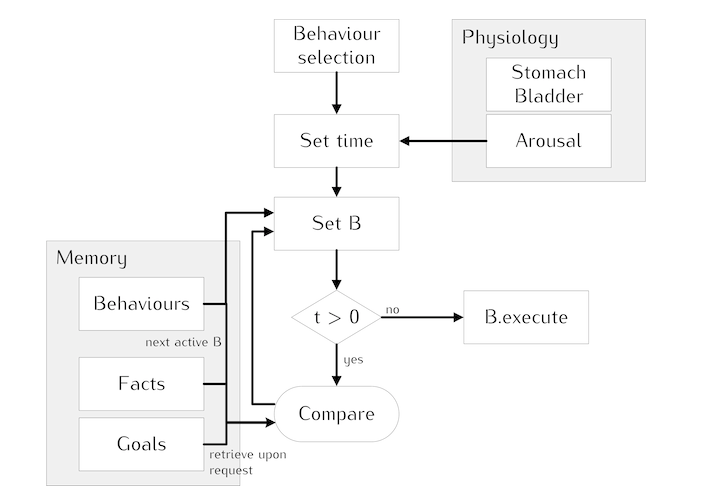 Behaviour
selection
Physiology
Stomach
Bladder
Set time
Arousal
Set B
Memory
Behaviours
t > 0
no
B.execute
next active B
yes
Facts
Compare
Goals
retrieve upon
request